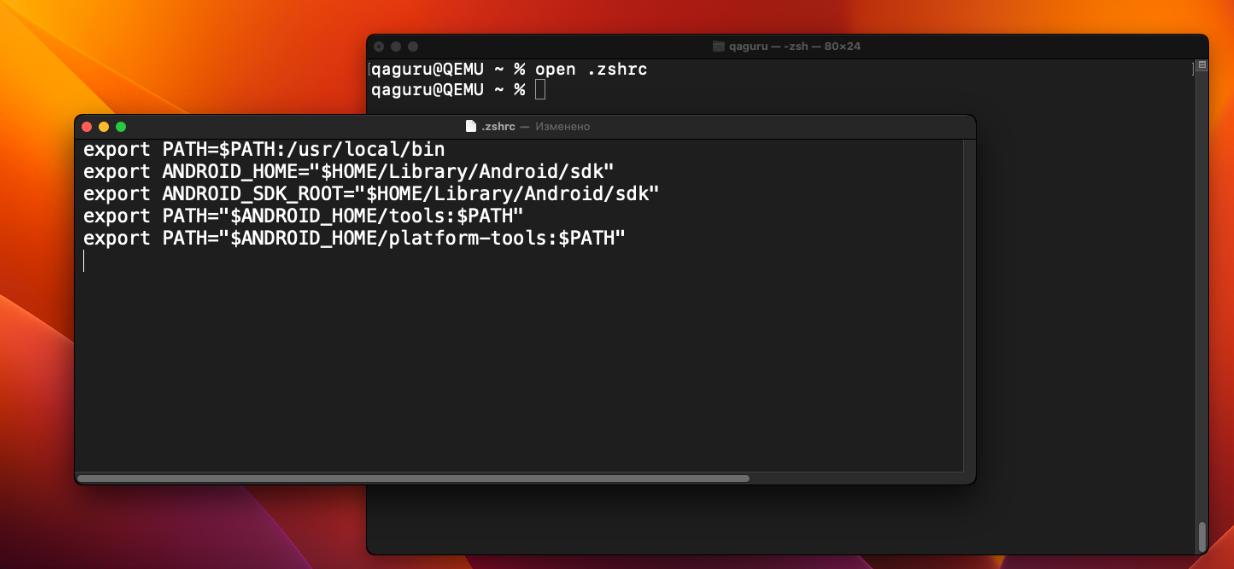 qaguru — -zsh — 80×24
qaguru@QEMU ~ % open .zshrc
qaguru@QEMU ~ %
.zshrc — Изменено
export PATH=$PATH:/usr/local/bin
export ANDROID_HOME="$HOME/Library/Android/sdk"
export ANDROID_SDK_ROOT="$HOME/Library/Android/sdk"
export PATH="$ANDROID_HOME/tools:$PATH"
export PATH="$ANDROID_HOME/platform-tools:$PATH"